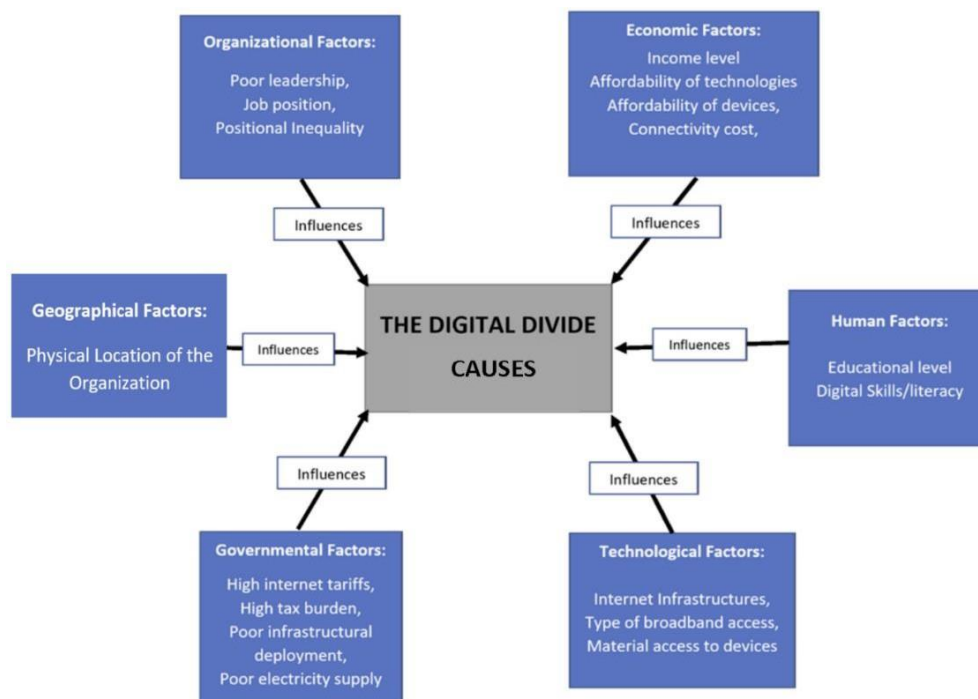 Organizational Factors:
Poor leadership,
Job position,
Positional Inequality
Economic Factors:
Income level
Affordability of technologies
Affordability of devices,
Connectivity cost,
Influences
Influences
Geographical Factors:
Physical Location of the
Organization
Influences
THE DIGITAL DIVIDE
CAUSES
Influences
Human Factors:
Educational level
Digital Skills/literacy
Influences
Influences
Governmental Factors:
High internet tariffs,
High tax burden,
Poor infrastructural
deployment,
Poor electricity supply
Technological Factors:
Internet Infrastructures,
Type of broadband access,
Material access to devices